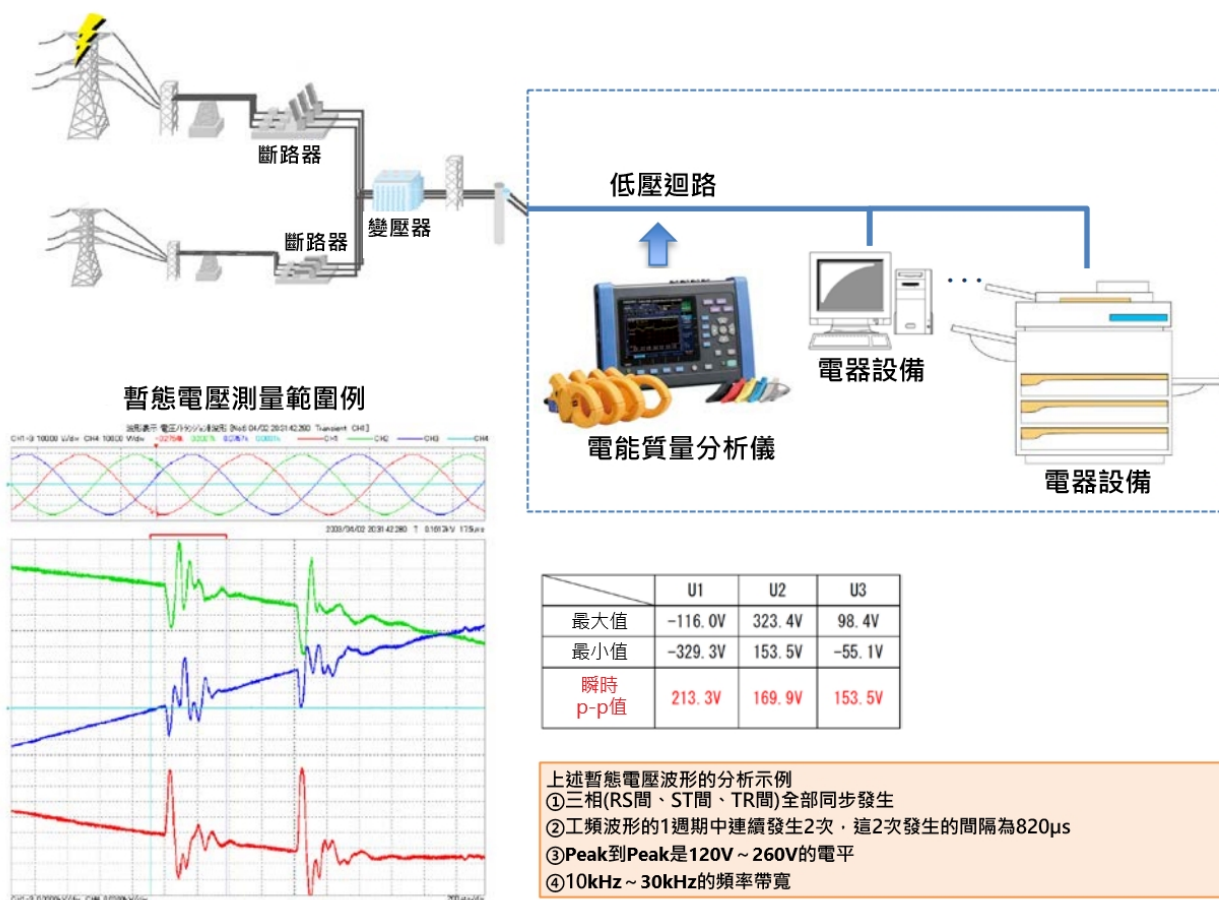 斷路器
斷路器
變壓器
低壓迴路
電能質量分析儀
電器設備
電器設備
暫態電壓測量範圍例
CH1
CH2
CH3
CH4
U1 U2 U3
最大值 -116.0V 323.4V 98.4V
最小值 -329.3V 153.5V -55.1V
瞬時
p-p值 213.3V 169.9V 153.5V
上述暫態電壓波形的分析示例
①三相(RS間、ST間、TR間)全部同步發生
②工頻波形的1週期中連續發生2次，這2次發生的間隔為820μs
③Peak到Peak是120V～260V的電平
④10kHz～30kHz的頻率帶寬